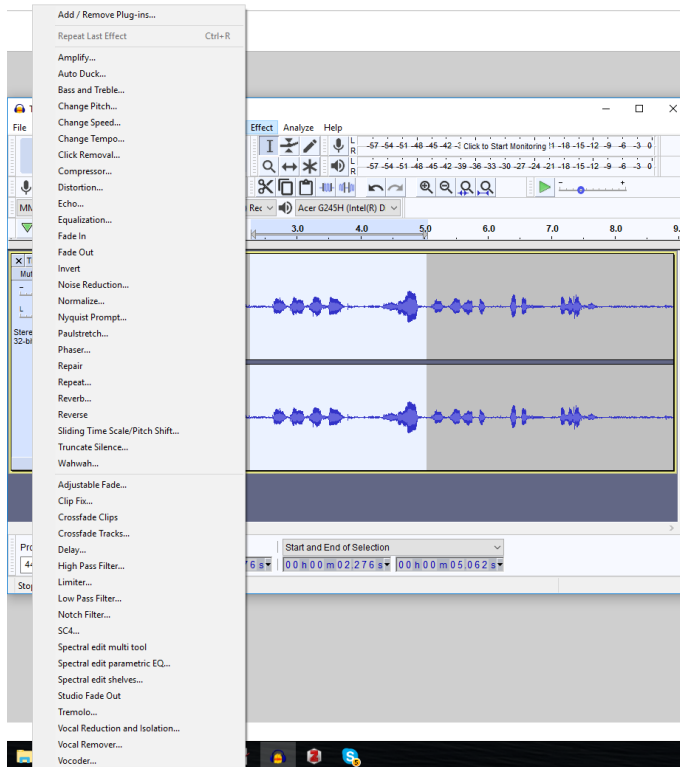 Add / Remove Plug-ins...
Repeat Last Effect Ctrl+R
Amplify...
Auto Duck...
Bass and Treble...
Change Pitch...
Change Speed...
Change Tempo...
Click Removal...
Compressor...
Distortion...
Echo...
Equalization...
Fade In
Fade Out
Invert
Noise Reduction...
Normalize...
Nyquist Prompt...
Paulstretch...
Phaser...
Repair
Repeat...
Reverb...
Reverse
Sliding Time Scale/Pitch Shift...
Truncate Silence...
Wahwah...
Adjustable Fade...
Clip Fix...
Crossfade Clips
Crossfade Tracks...
Delay...
High Pass Filter...
Limiter...
Low Pass Filter...
Notch Filter...
SC4...
Spectral edit multi tool
Spectral edit parametric EQ...
Spectral edit shelves...
Studio Fade Out
Tremolo...
Vocal Reduction and Isolation...
Vocal Remover...
Vocoder...
File
Effect Analyze Help
L
R
-57 -54 -51 -48 -45 -42 -3 Click to Start Monitoring !1 -18 -15 -12 -9 -6 -3 0
L
R
-57 -54 -51 -48 -45 -42 -39 -36 -33 -30 -27 -24 -21 -18 -15 -12 -9 -6 -3 0
MM
Rec
Acer G245H (Intel(R) D
3.0 4.0 5.0 6.0 7.0 8.0 9.
X T
Mut
L
Stere
32-bi
Pro
Start and End of Selection
44
76 s
00 h 00 m 02.276 s
00 h 00 m 05.062 s
Stop